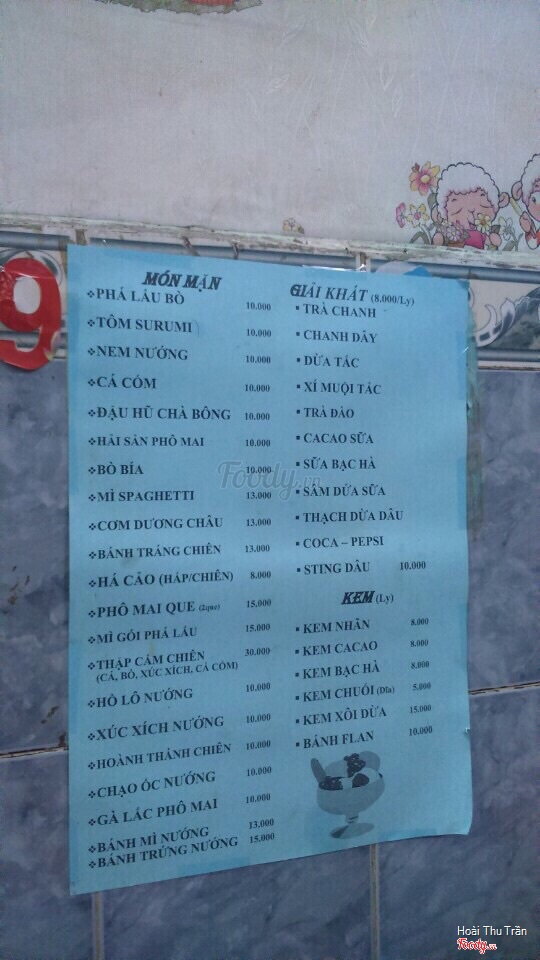 9
MÓN MẶN
❖PHÁ LẤU BÒ 10.000
❖TÔM SURUMI 10.000
❖NEM NƯỚNG 10.000
❖CÁ CỐM 10.000
❖ĐẬU HŨ CHÀ BÔNG 10.000
❖HẢI SẢN PHÔ MAI 10.000
❖BÒ BÍA 10.000
❖MÌ SPAGHETTI 13.000
❖CƠM DƯƠNG CHÂU 13.000
❖BÁNH TRÁNG CHIÊN 13.000
❖HÁ CẢO (HẤP/CHIÊN) 8.000
❖PHÔ MAI QUE (2que) 15.000
❖MÌ GÓI PHÁ LẤU 15.000
❖THẬP CẨM CHIÊN 30.000
(CÁ, BÒ, XÚC XÍCH, CÁ CỐM)
❖HỒ LÔ NƯỚNG 10.000
❖XÚC XÍCH NƯỚNG 10.000
❖HOÀNH THÁNH CHIÊN 10.000
❖CHẠO ỐC NƯỚNG 10.000
❖GÀ LẮC PHÔ MAI 10.000
❖BÁNH MÌ NƯỚNG 13.000
❖BÁNH TRỨNG NƯỚNG 15.000
GIẢI KHÁT (8.000/Ly)
▪ TRÀ CHANH
▪ CHANH DÂY
▪ DỪA TẮC
▪ XÍ MUỘI TẮC
▪ TRÀ ĐÀO
▪ CACAO SỮA
▪ SỮA BẠC HÀ
▪ SÂM DỨA SỮA
▪ THẠCH DỪA DÂU
▪ COCA – PEPSI
▪ STING DÂU 10.000
KEM (Ly)
▪ KEM NHÃN 8.000
▪ KEM CACAO 8.000
▪ KEM BẠC HÀ 8.000
▪ KEM CHUỐI (Dĩa) 5.000
▪ KEM XÔI DỪA 15.000
▪ BÁNH FLAN 10.000
Foody.vn
Hoài Thu Trần
Foody.vn